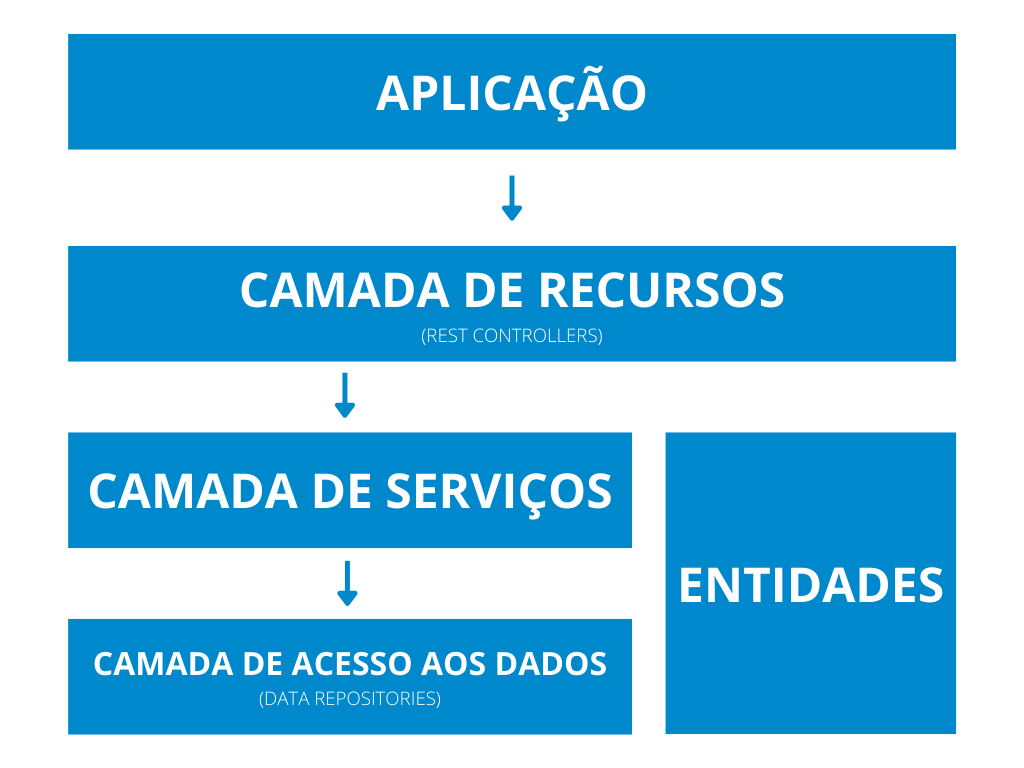 APLICAÇÃO
CAMADA DE RECURSOS
(REST CONTROLLERS)
CAMADA DE SERVIÇOS
ENTIDADES
CAMADA DE ACESSO AOS DADOS
(DATA REPOSITORIES)